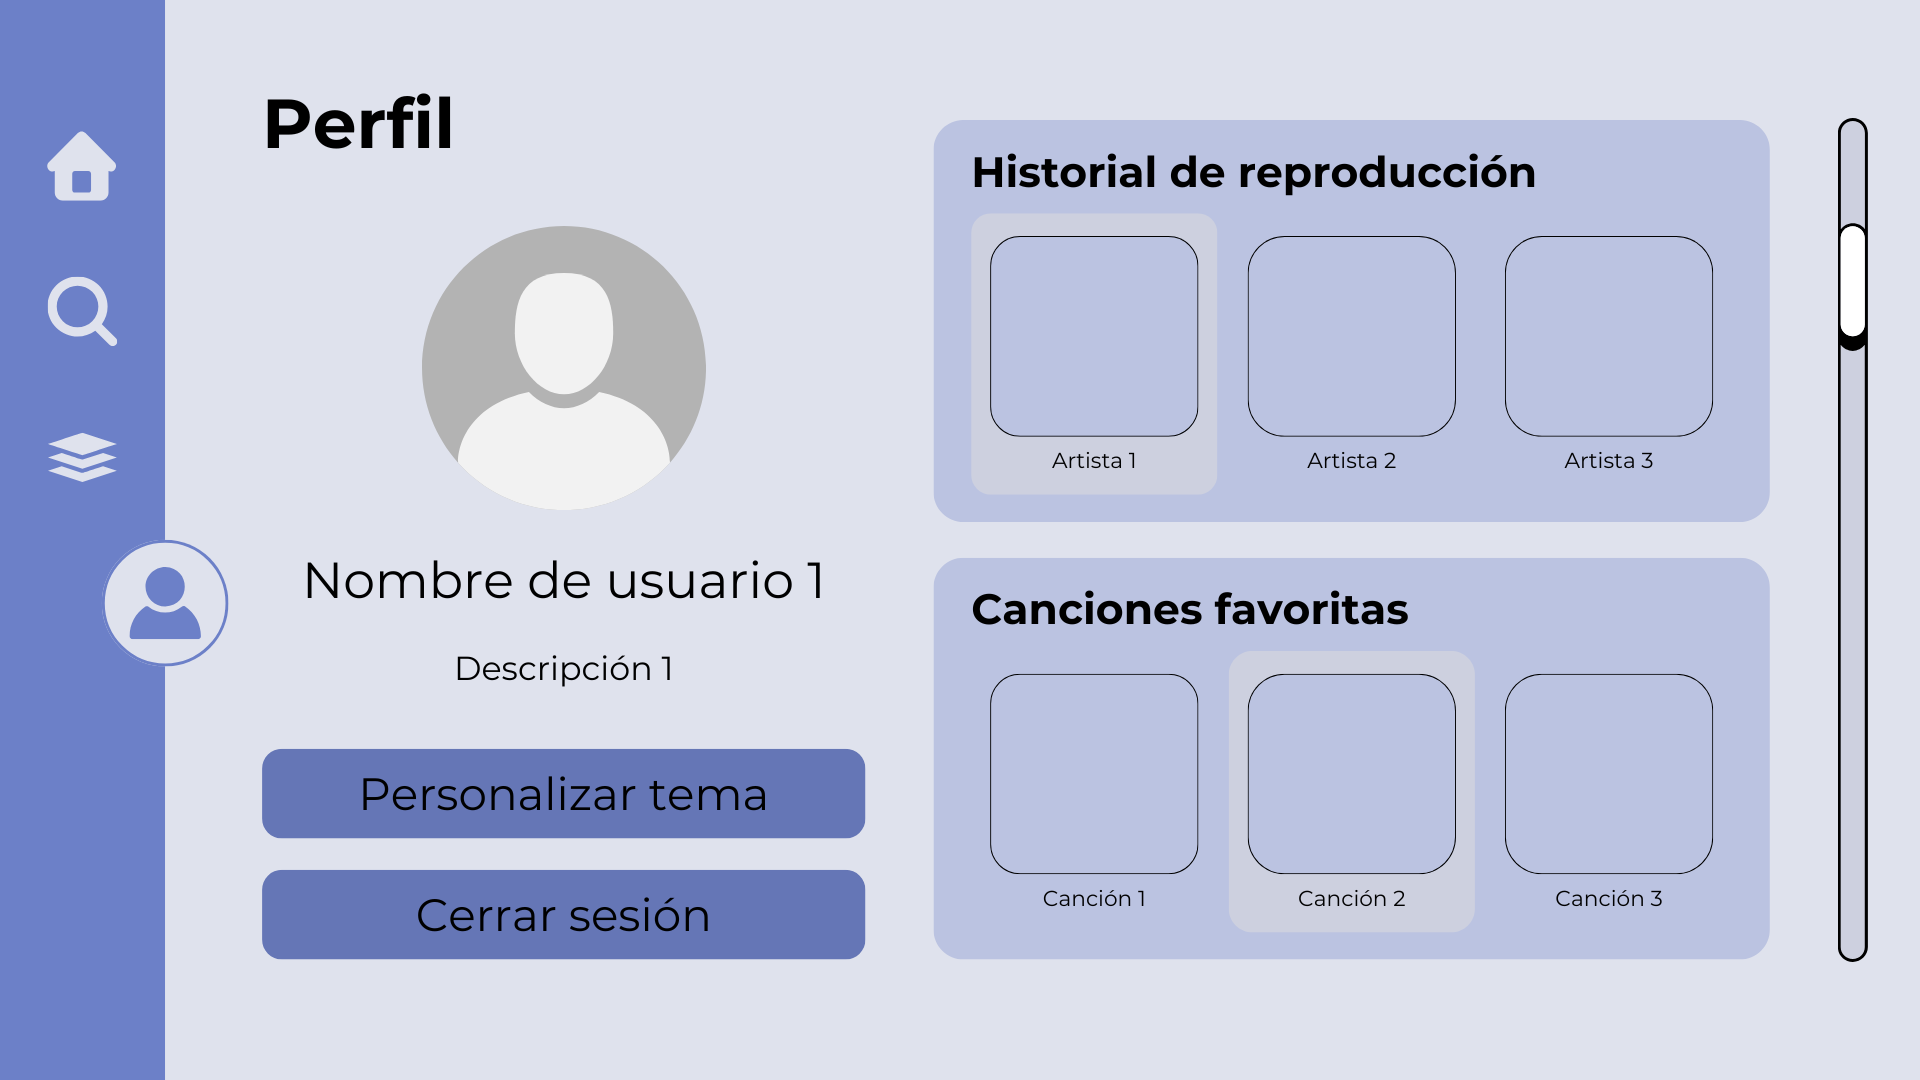 Perfil
Nombre de usuario 1
Descripción 1
Personalizar tema
Cerrar sesión
Historial de reproducción
Artista 1
Artista 2
Artista 3
Canciones favoritas
Canción 1
Canción 2
Canción 3